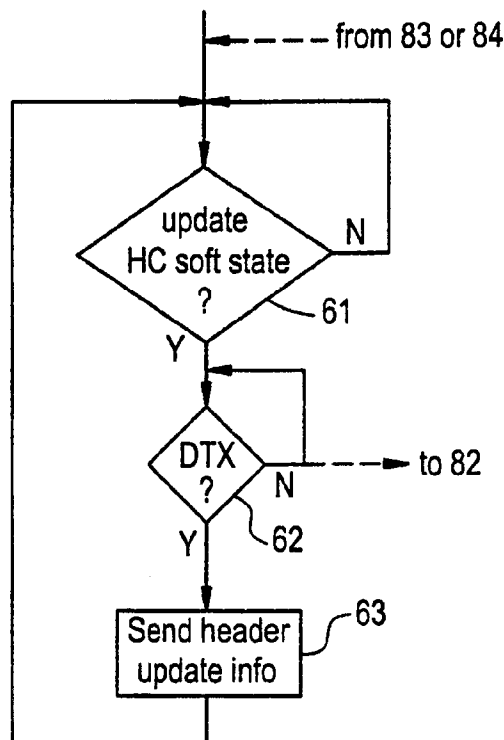 from 83 or 84
update
HC soft state
?
N
61
Y
DTX
?
N
to 82
62
Y
Send header
update info
63